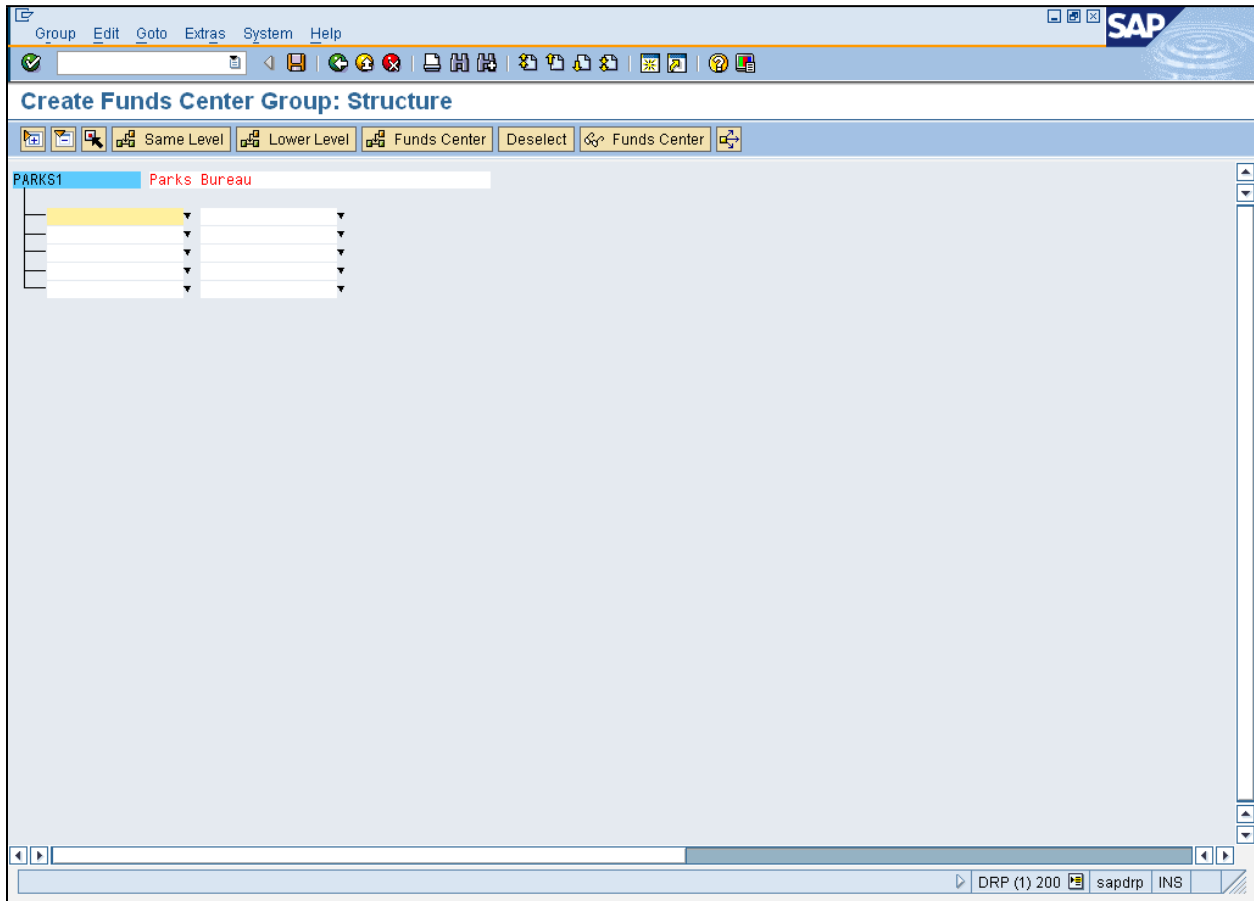 Group Edit Goto Extras System Help
SAP
Create Funds Center Group: Structure
Same Level Lower Level Funds Center Deselect Funds Center
PARKS1 Parks Bureau
DRP (1) 200 sapdrp INS